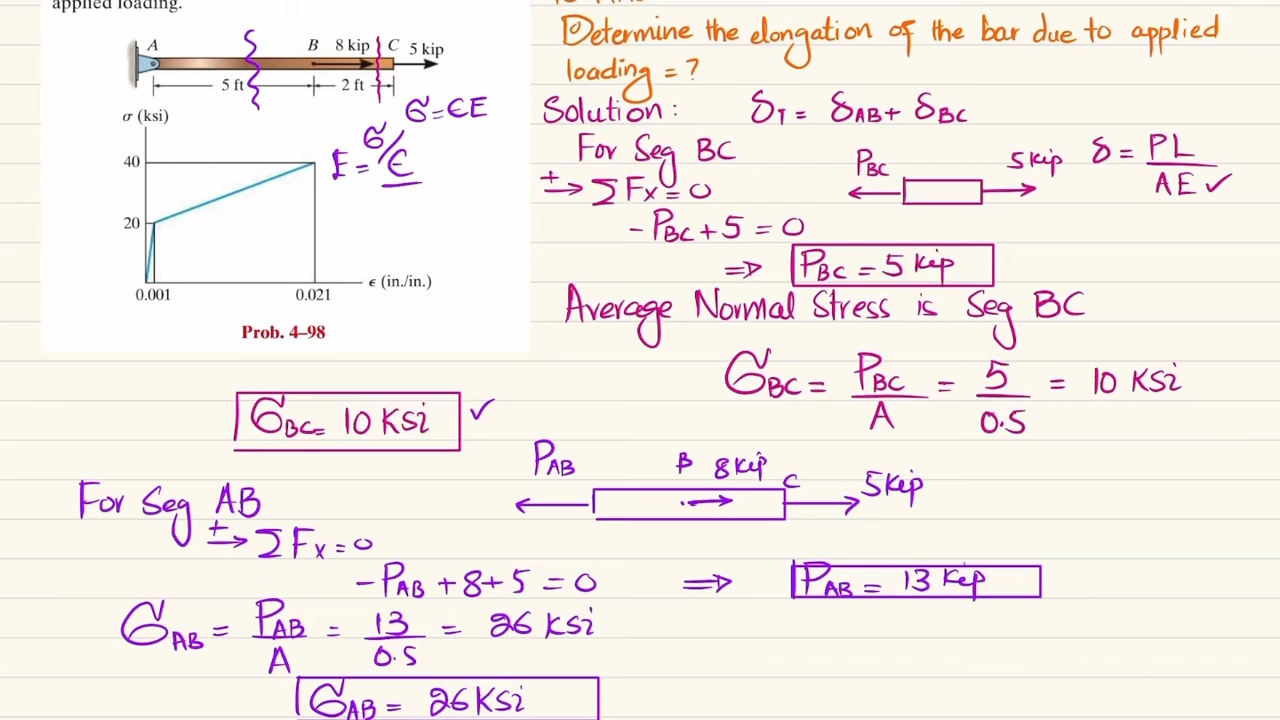 applied loading.
A B 8 kip C 5 kip
5 ft 2 ft
σ (ksi)
40
20
0.001 0.021
ϵ (in./in.)
Prob. 4–98
σ = ϵE
E = σ/ϵ
Determine the elongation of the bar due to applied
loading = ?
Solution: δT = δAB + δBC
For Seg BC
PBC 5 kip δ = PL/AE ✓
+→ ΣFx = 0
-PBC + 5 = 0
⇒ PBC = 5 kip
Average Normal Stress is Seg BC
σBC = PBC/A = 5/0.5 = 10 KSi
σBC = 10 KSi ✓
For Seg AB
PAB B 8 kip C 5 kip
+→ ΣFx = 0
-PAB + 8 + 5 = 0 ⇒ PAB = 13 kip
σAB = PAB/A = 13/0.5 = 26 KSi
σAB = 26 KSi